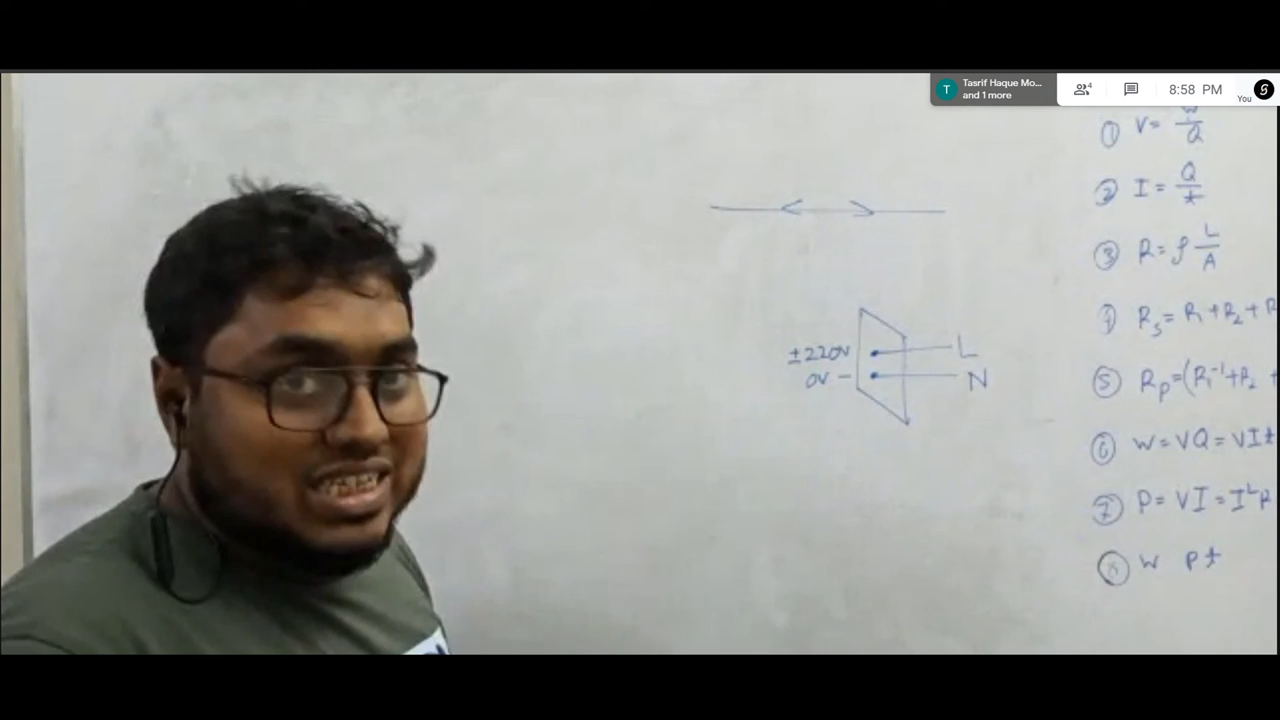 Tasrif Haque Mo...
and 1 more
4
8:58 PM
You
① V= W/Q
② I = Q/t
③ R = ρ L/A
④ Rs = R1 + R2 +
⑤ Rp=(R1⁻¹+R2 +
⑥ W = VQ = VIt
⑦ P = VI = I²R
⑧ W Pt
±220V
0V
L
N